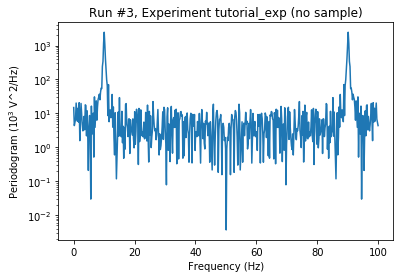 Run #3, Experiment tutorial_exp (no sample)
Periodogram (10³ V^2/Hz)
10³
10²
10¹
10⁰
10⁻¹
10⁻²
0 20 40 60 80 100
Frequency (Hz)